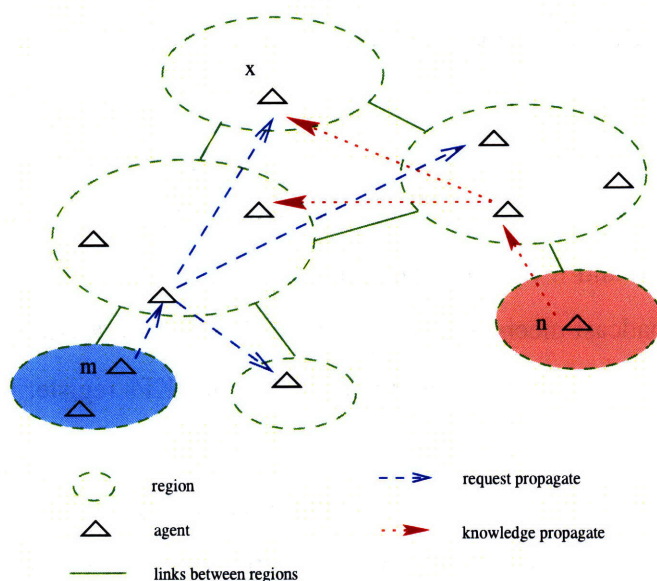 x
n
m
region
request propagate
agent
knowledge propagate
links between regions